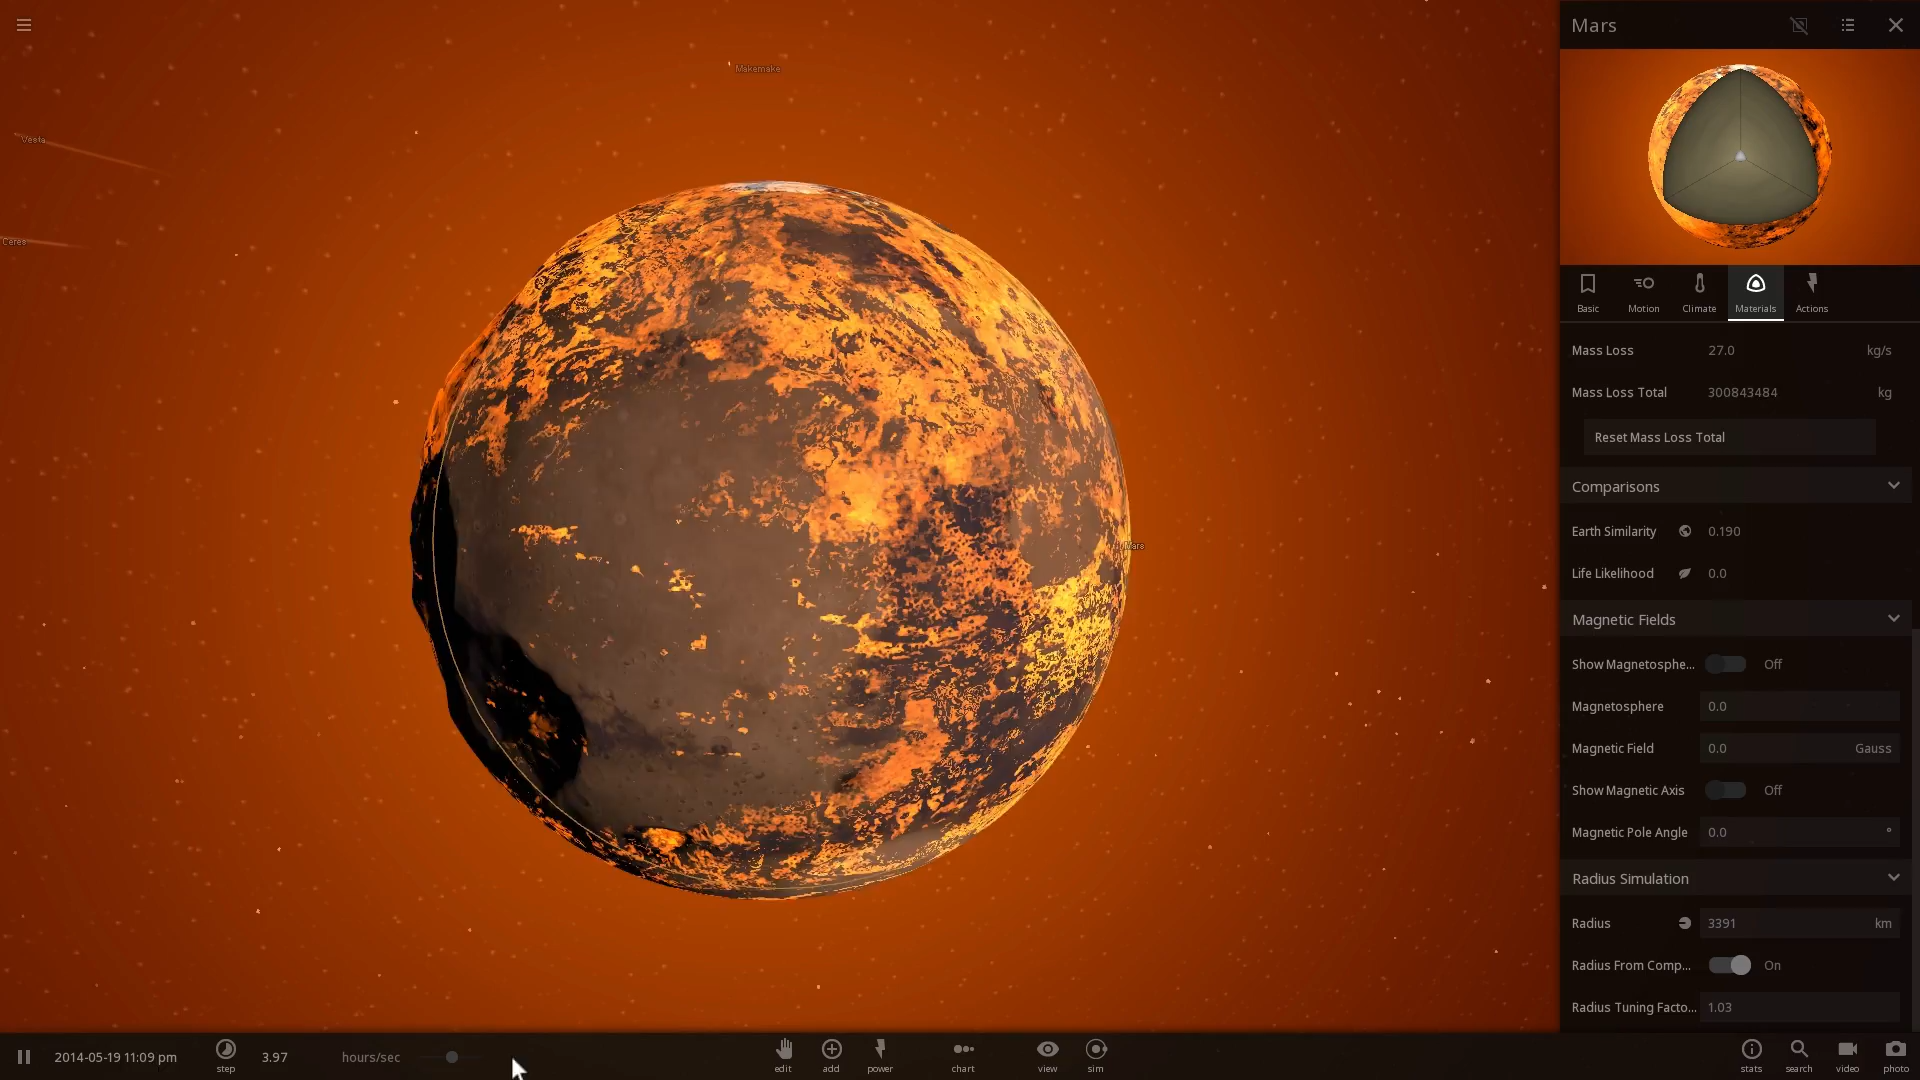 Mars
Makemake
Vesta
Ceres
Mars
Basic
Motion
Climate
Materials
Actions
Mass Loss 27.0 kg/s
Mass Loss Total 300843484 kg
Reset Mass Loss Total
Comparisons
Earth Similarity 0.190
Life Likelihood 0.0
Magnetic Fields
Show Magnetosphe... Off
Magnetosphere 0.0
Magnetic Field 0.0 Gauss
Show Magnetic Axis Off
Magnetic Pole Angle 0.0 °
Radius Simulation
Radius 3391 km
Radius From Comp... On
Radius Tuning Facto... 1.03
2014-05-19 11:09 pm
step
3.97 hours/sec
edit
add
power
chart
view
sim
stats
search
video
photo